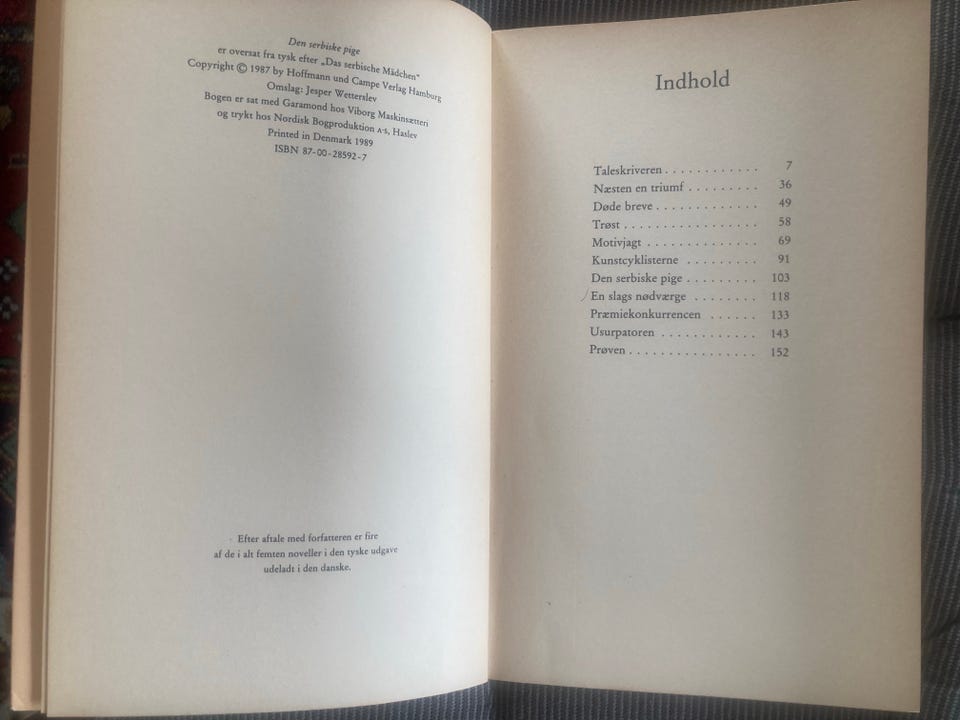 Den serbiske pige
er oversat fra tysk efter „Das serbische Mädchen“
Copyright © 1987 by Hoffmann und Campe Verlag Hamburg
Omslag: Jesper Wetterslev
Bogen er sat med Garamond hos Viborg Maskinsætteri
og trykt hos Nordisk Bogproduktion A-S, Haslev
Printed in Denmark 1989
ISBN 87-00-28592-7
Efter aftale med forfatteren er fire
af de i alt femten noveller i den tyske udgave
udeladt i den danske.
Indhold
Taleskriveren . . . . . . . . . . . . 7
Næsten en triumf . . . . . . . . . 36
Døde breve . . . . . . . . . . . . . 49
Trøst . . . . . . . . . . . . . . . . . 58
Motivjagt . . . . . . . . . . . . . . 69
Kunstcyklisterne . . . . . . . . . 91
Den serbiske pige . . . . . . . . . 103
En slags nødværge . . . . . . . . 118
Præmiekonkurrencen . . . . . . 133
Usurpatoren . . . . . . . . . . . . 143
Prøven . . . . . . . . . . . . . . . . 152